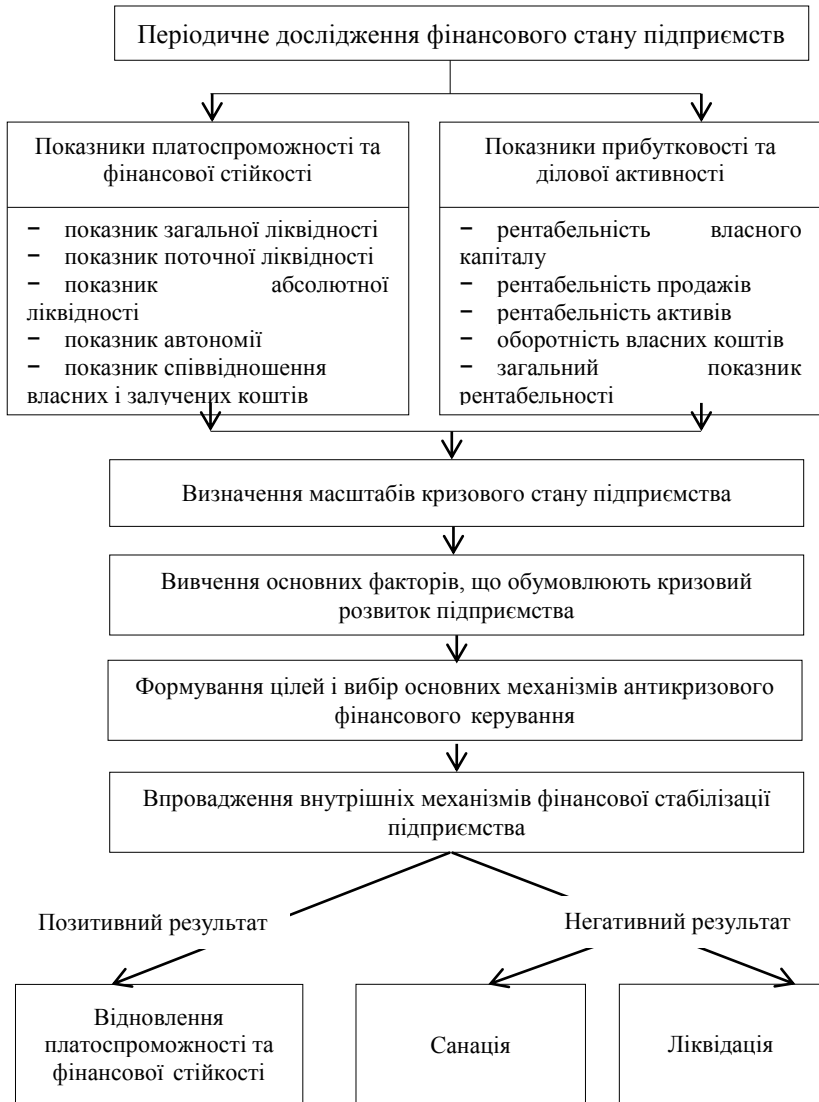 Періодичне дослідження фінансового стану підприємств
Показники платоспроможності та
фінансової стійкості
− показник загальної ліквідності
− показник поточної ліквідності
− показник абсолютної
ліквідності
− показник автономії
− показник співвідношення
власних і залучених коштів
Показники прибутковості та
ділової активності
− рентабельність власного
капіталу
− рентабельність продажів
− рентабельність активів
− оборотність власних коштів
− загальний показник
рентабельності
Визначення масштабів кризового стану підприємства
Вивчення основних факторів, що обумовлюють кризовий
розвиток підприємства
Формування цілей і вибір основних механізмів антикризового
фінансового керування
Впровадження внутрішніх механізмів фінансової стабілізації
підприємства
Позитивний результат
Негативний результат
Відновлення
платоспроможності та
фінансової стійкості
Санація
Ліквідація